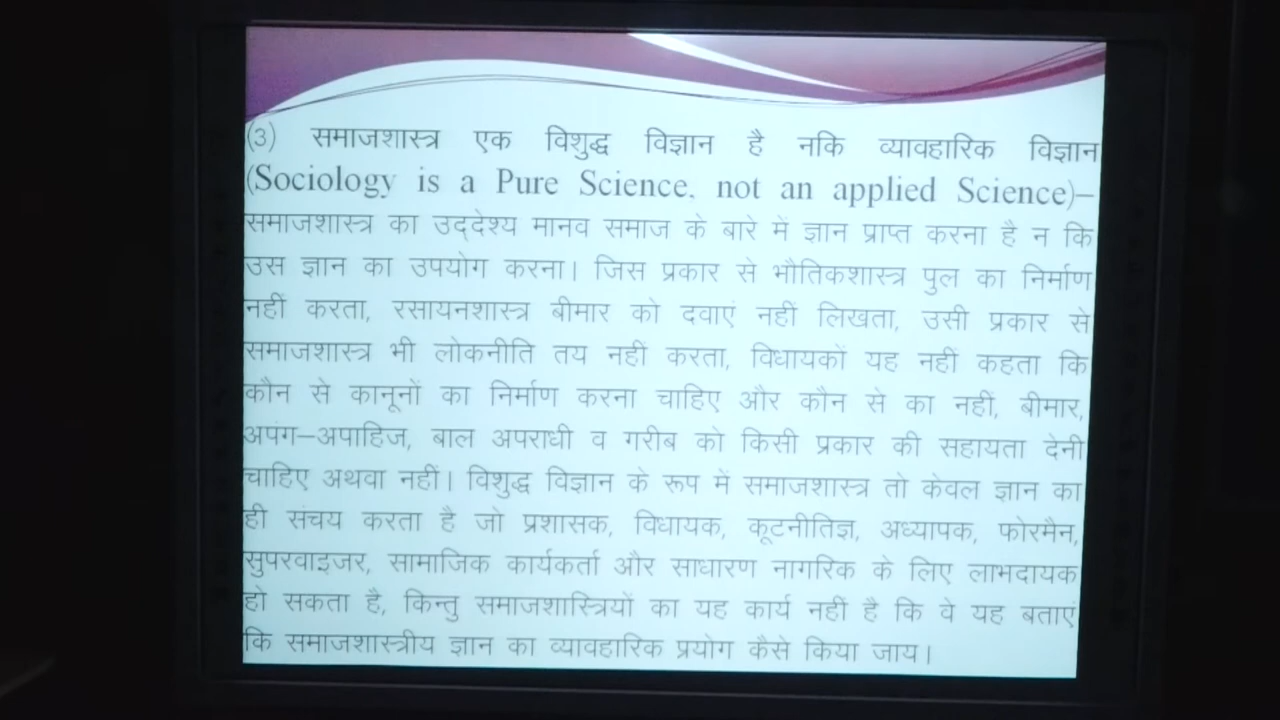 (3) समाजशास्त्र एक विशुद्ध विज्ञान है नकि व्यावहारिक विज्ञान
(Sociology is a Pure Science, not an applied Science)–
समाजशास्त्र का उद्देश्य मानव समाज के बारे में ज्ञान प्राप्त करना है न कि
उस ज्ञान का उपयोग करना। जिस प्रकार से भौतिकशास्त्र पुल का निर्माण
नहीं करता, रसायनशास्त्र बीमार को दवाएं नहीं लिखता, उसी प्रकार से
समाजशास्त्र भी लोकनीति तय नहीं करता, विधायकों यह नहीं कहता कि
कौन से कानूनों का निर्माण करना चाहिए और कौन से का नहीं, बीमार,
अपंग–अपाहिज, बाल अपराधी व गरीब को किसी प्रकार की सहायता देनी
चाहिए अथवा नहीं। विशुद्ध विज्ञान के रूप में समाजशास्त्र तो केवल ज्ञान का
ही संचय करता है जो प्रशासक, विधायक, कूटनीतिज्ञ, अध्यापक, फोरमैन,
सुपरवाइजर, सामाजिक कार्यकर्ता और साधारण नागरिक के लिए लाभदायक
हो सकता है, किन्तु समाजशास्त्रियों का यह कार्य नहीं है कि वे यह बताएं
कि समाजशास्त्रीय ज्ञान का व्यावहारिक प्रयोग कैसे किया जाय।